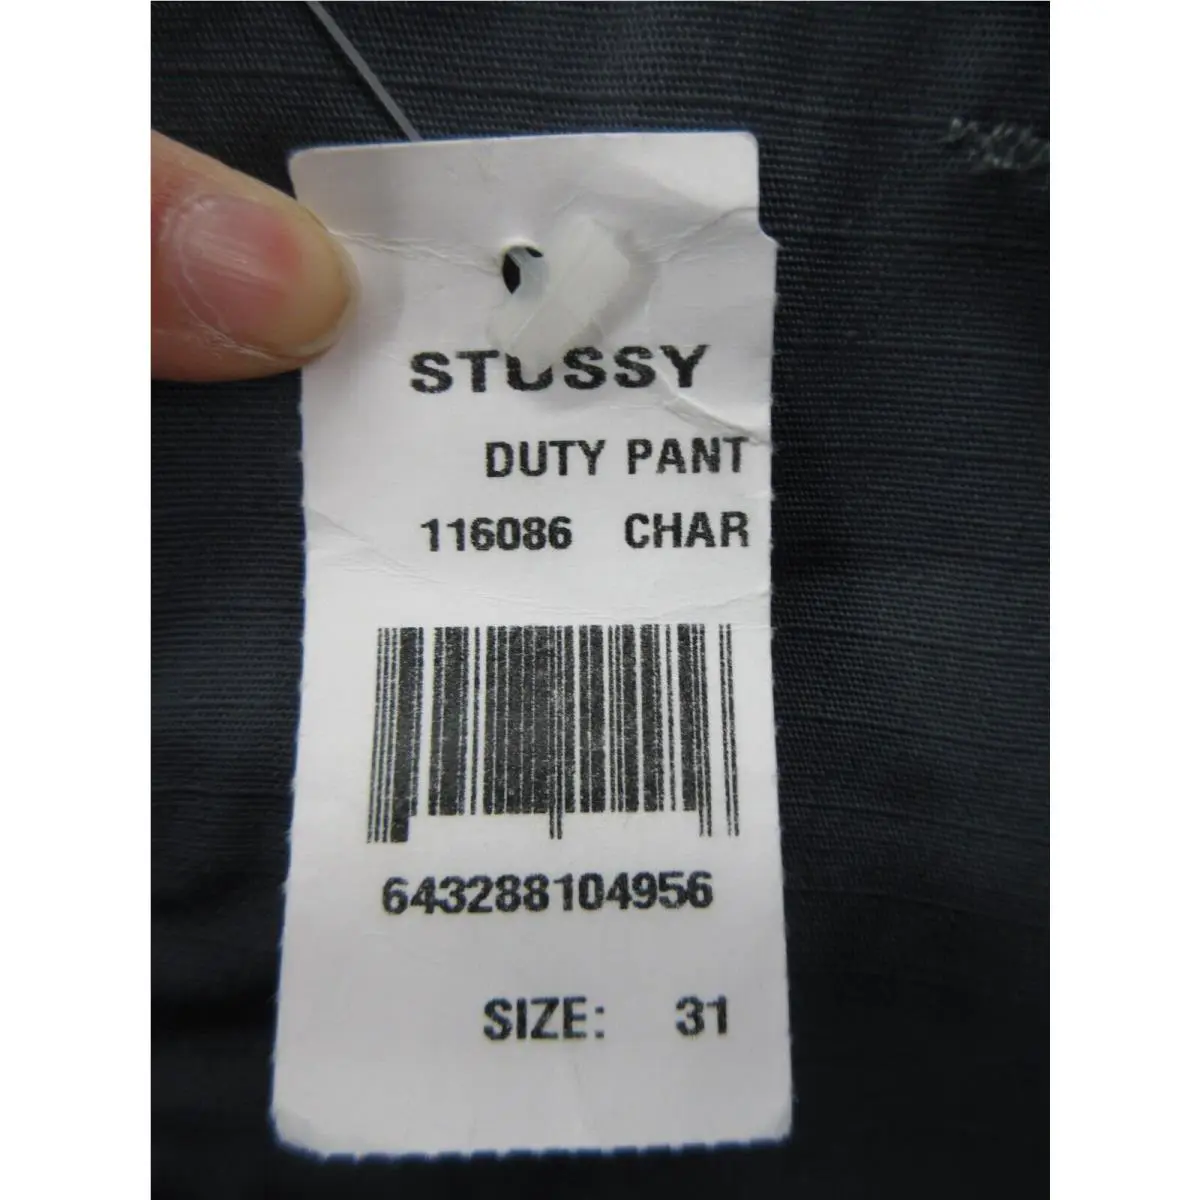 STUSSY
DUTY PANT
116086 CHAR
643288104956
SIZE: 31